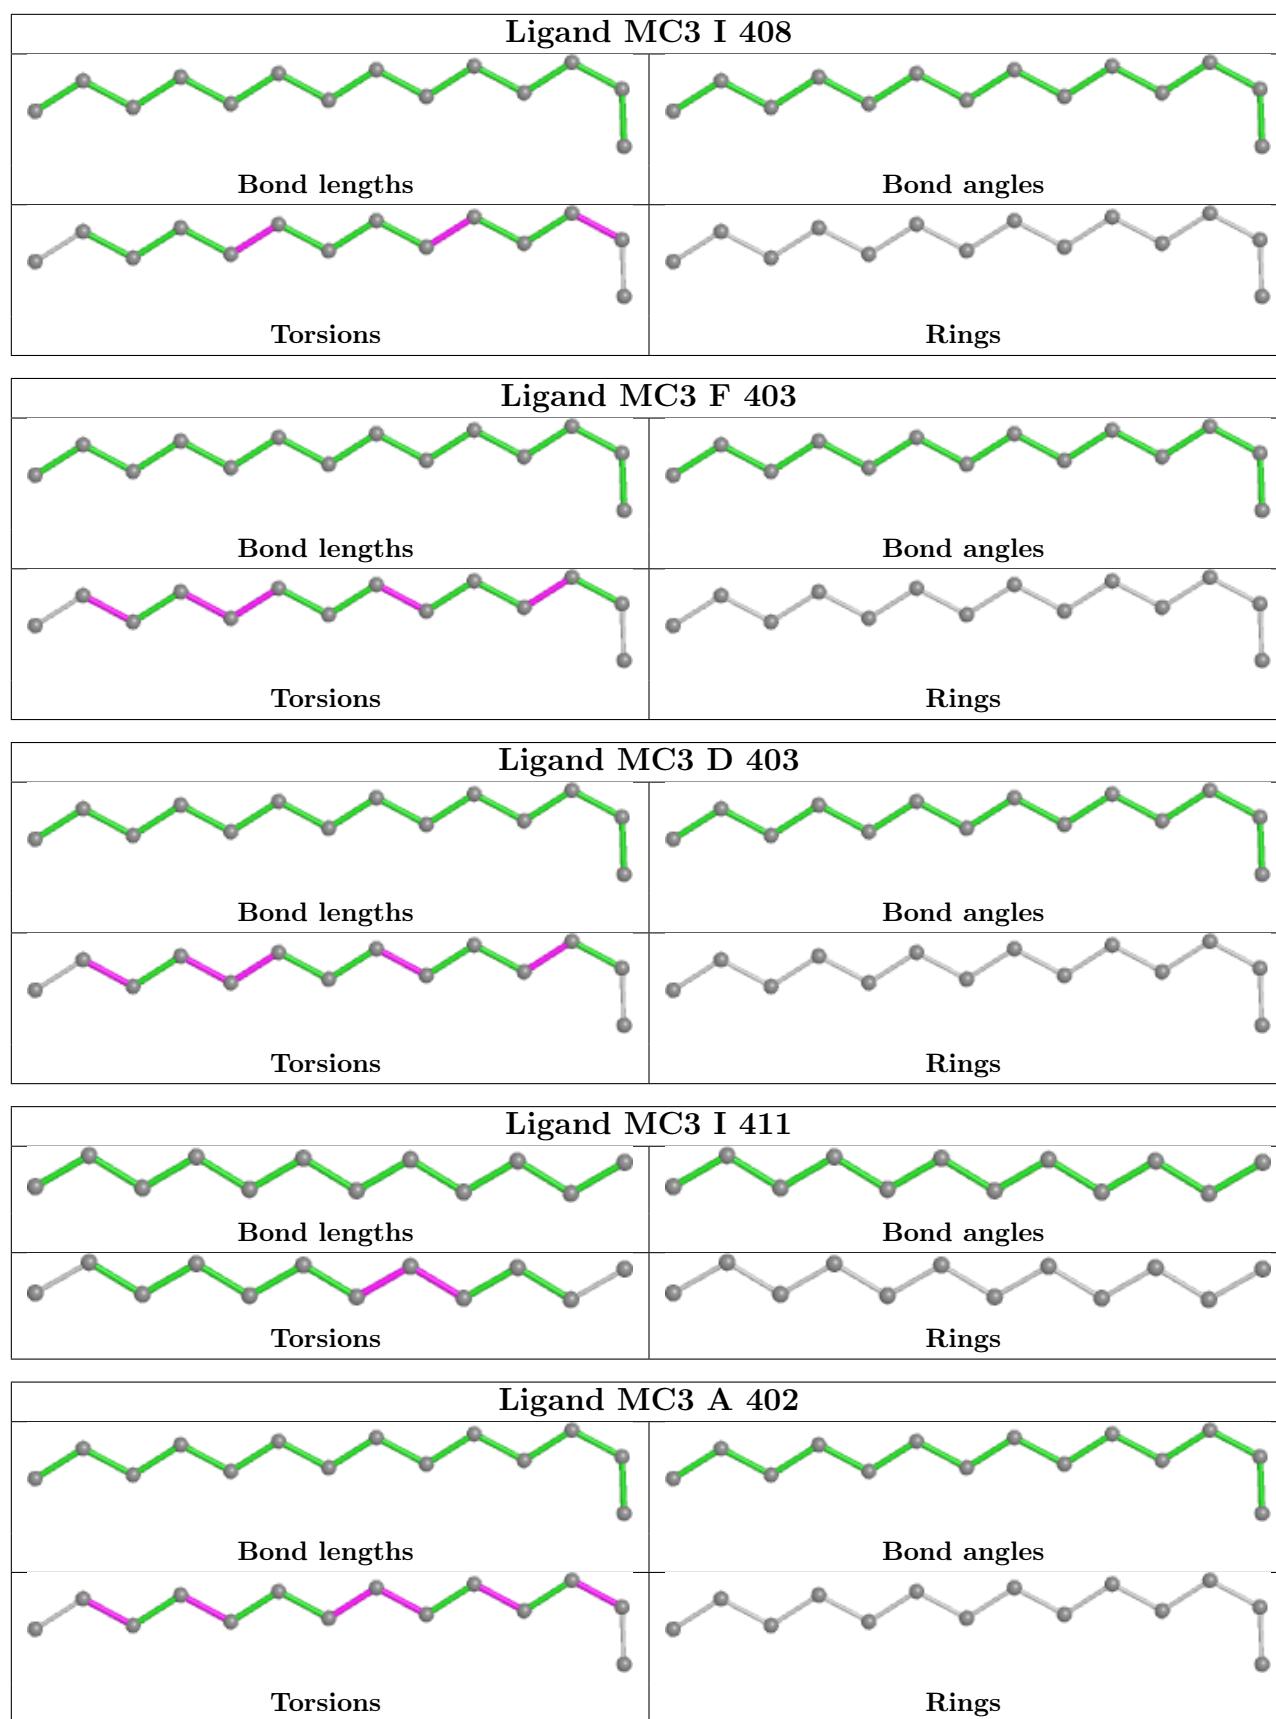 Ligand MC3 I 408
Bond lengths
Bond angles
Torsions
Rings
Ligand MC3 F 403
Bond lengths
Bond angles
Torsions
Rings
Ligand MC3 D 403
Bond lengths
Bond angles
Torsions
Rings
Ligand MC3 I 411
Bond lengths
Bond angles
Torsions
Rings
Ligand MC3 A 402
Bond lengths
Bond angles
Torsions
Rings